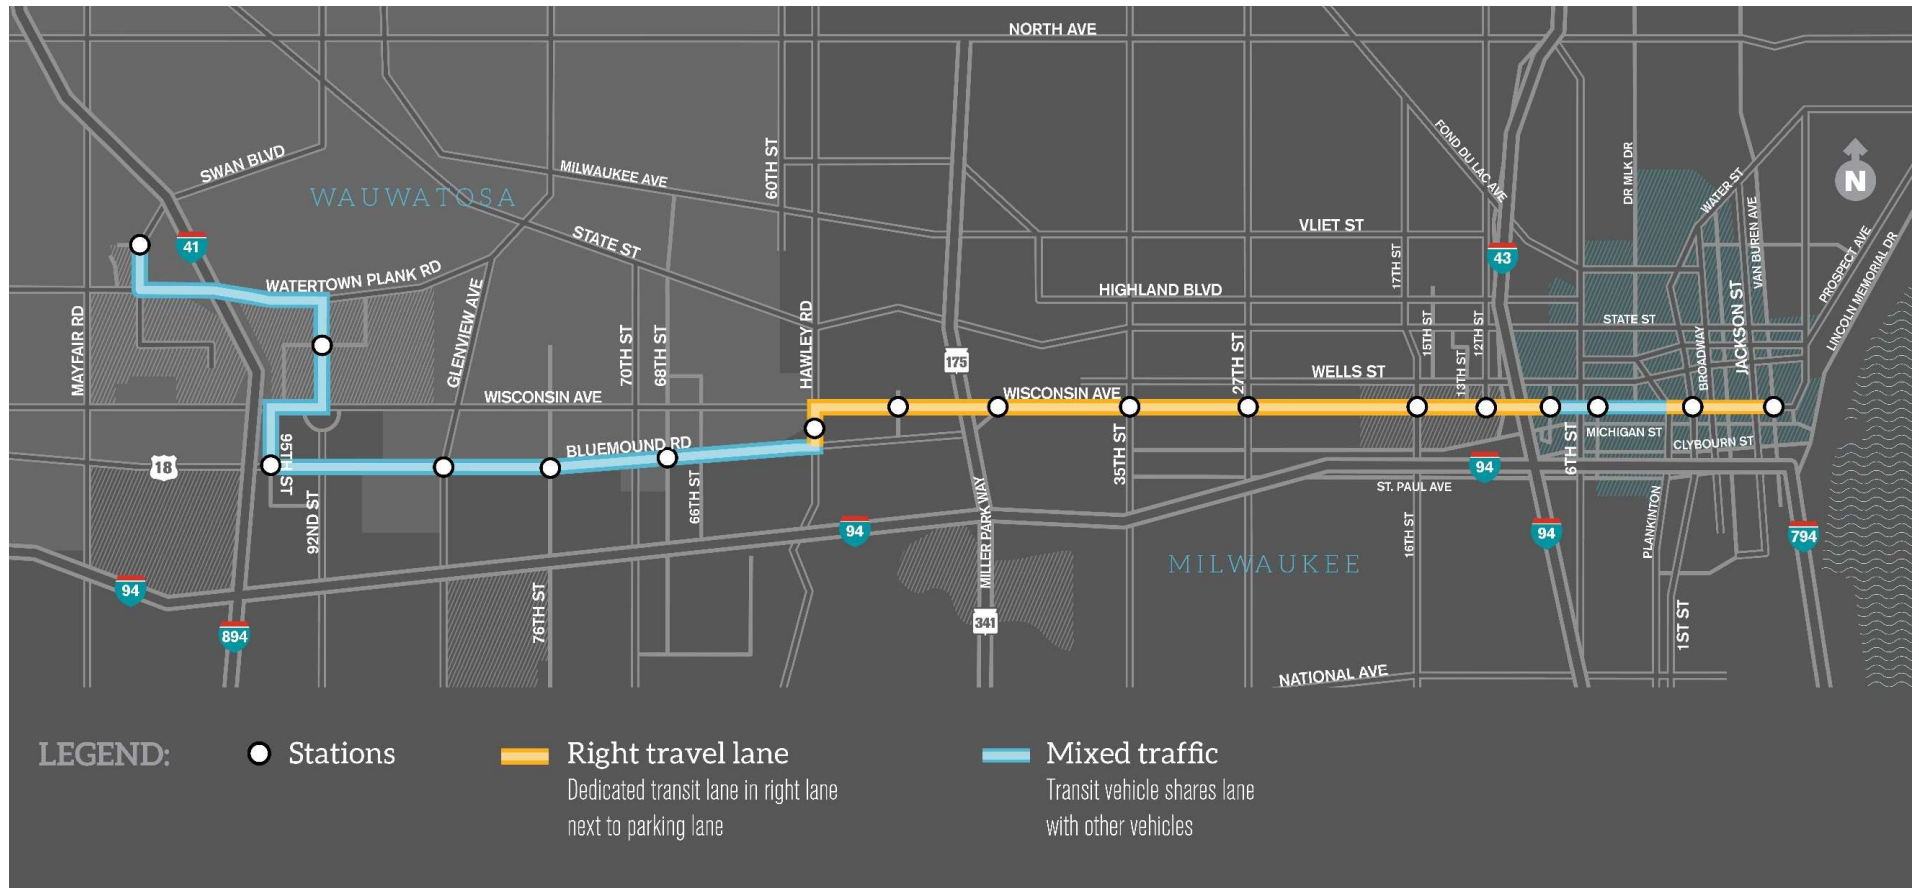 NORTH AVE
SWAN BLVD
WAUWATOSA
MILWAUKEE AVE
60TH ST
FOND DU LAC AVE
DR MLK DR
WATER ST
N
VAN BUREN AVE
PROSPECT AVE
LINCOLN MEMORIAL DR
41
STATE ST
VLIET ST
17TH ST
43
WATERTOWN PLANK RD
HIGHLAND BLVD
MAYFAIR RD
GLENVIEW AVE
70TH ST
68TH ST
HAWLEY RD
175
27TH ST
15TH ST
13TH ST
12TH ST
STATE ST
BROADWAY
JACKSON ST
WELLS ST
WISCONSIN AVE
WISCONSIN AVE
BLUEMOUND RD
18
95TH ST
92ND ST
66TH ST
35TH ST
6TH ST
MICHIGAN ST
CLYBOURN ST
94
ST. PAUL AVE
MILLER PARK WAY
94
16TH ST
94
PLANKINTON
794
MILWAUKEE
94
894
76TH ST
341
1ST ST
NATIONAL AVE
LEGEND:
Stations
Right travel lane
Dedicated transit lane in right lane
next to parking lane
Mixed traffic
Transit vehicle shares lane
with other vehicles